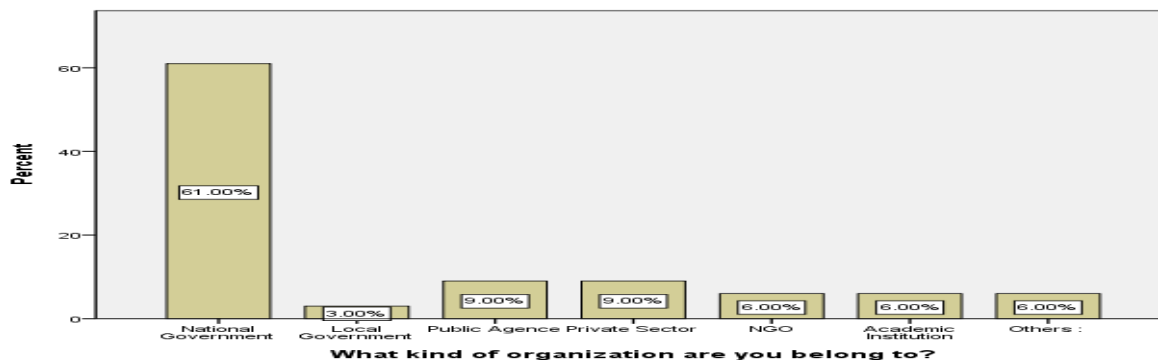 60
40
20
0
Percent
61.00%
3.00%
9.00%
9.00%
6.00%
6.00%
6.00%
National
Government
Local
Government
Public Agence
Private Sector
NGO
Academic
Institution
Others :
What kind of organization are you belong to?